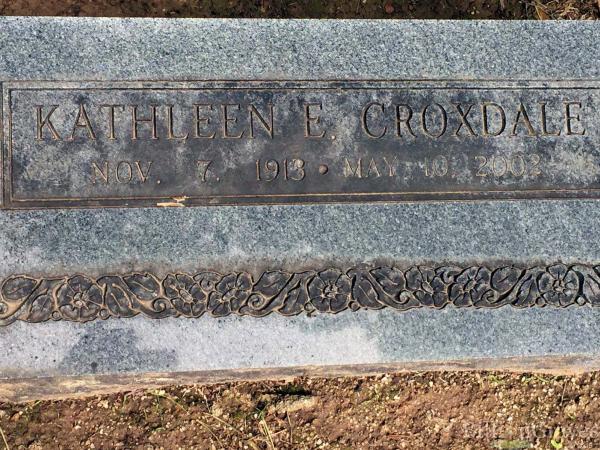 KATHLEEN E. CROXDALE
NOV. 7, 1913 • MAY 10, 2002